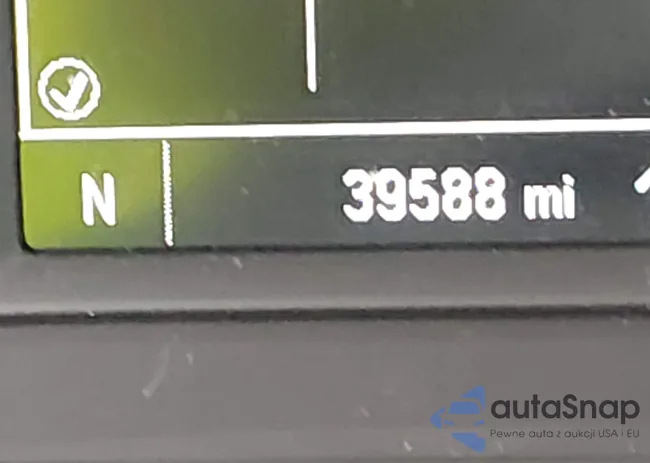 N 39588 mi
autaSnap
Pewne auta z aukcji USA i EU